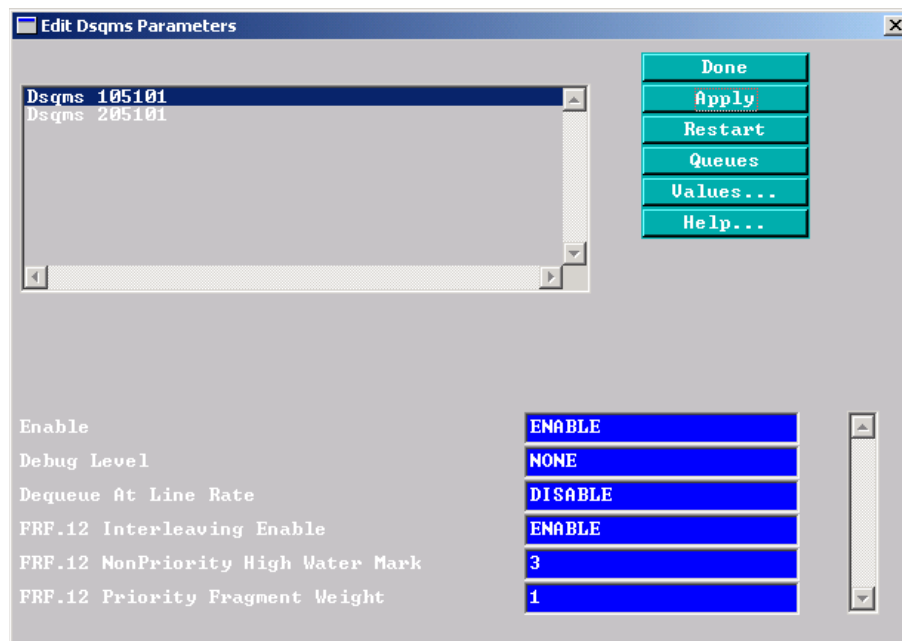 Edit Dsqms Parameters
Dsqms 105101
Dsqms 205101
Done
Apply
Restart
Queues
Values...
Help...
Enable ENABLE
Debug Level NONE
Dequeue At Line Rate DISABLE
FRF.12 Interleaving Enable ENABLE
FRF.12 NonPriority High Water Mark 3
FRF.12 Priority Fragment Weight 1